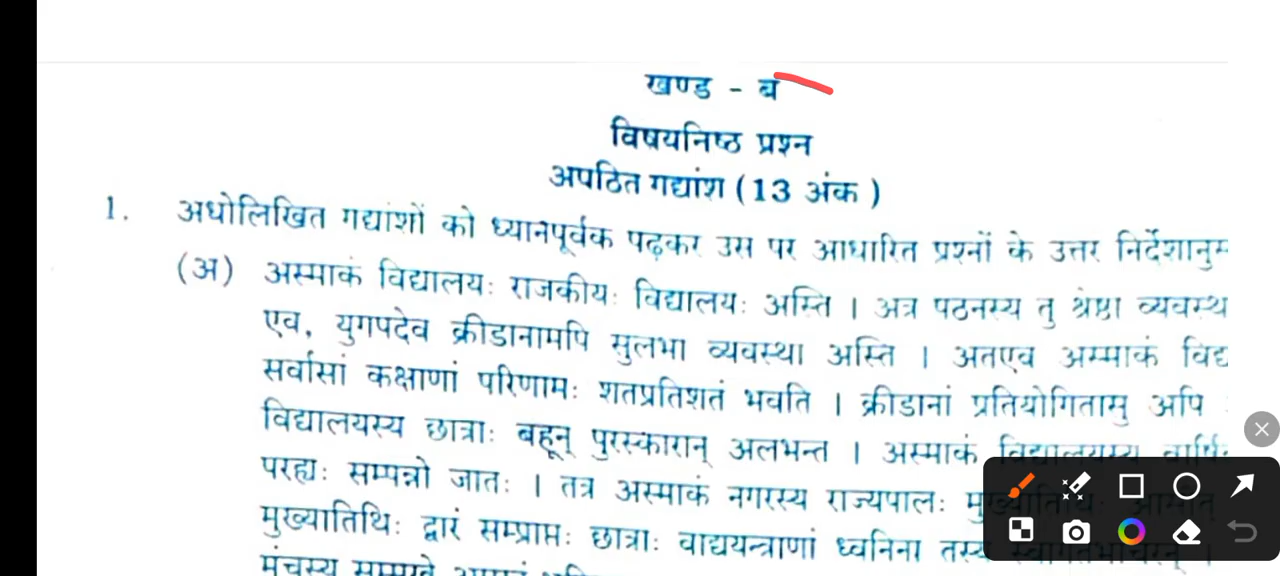 खण्ड - ब
विषयनिष्ठ प्रश्न
अपठित गद्यांश ( 13 अंक )
1. अधोलिखित गद्यांशों को ध्यानपूर्वक पढ़कर उस पर आधारित प्रश्नों के उत्तर
(अ) अस्माकं विद्यालयः राजकीयः विद्यालयः अस्ति । अत्र पठनस्य तु श्रेष्ठा
एव, युगपदेव क्रीडानामपि सुलभा व्यवस्था अस्ति । अतएव अस्माकं
सर्वासां कक्षाणां परिणामः शतप्रतिशतं भवति । क्रीडानां प्रतियोगितासु अपि
विद्यालयस्य छात्राः बहून् पुरस्कारान् अलभन्त । अस्माकं विद्यालयस्य
परह्यः सम्पन्नो जातः । तत्र अस्माकं नगरस्य राज्यपालः मुख्यातिथिः आसीत्
मुख्यातिथिः द्वारं सम्प्राप्तः छात्राः वाद्ययन्त्राणां ध्वनिना तस्य